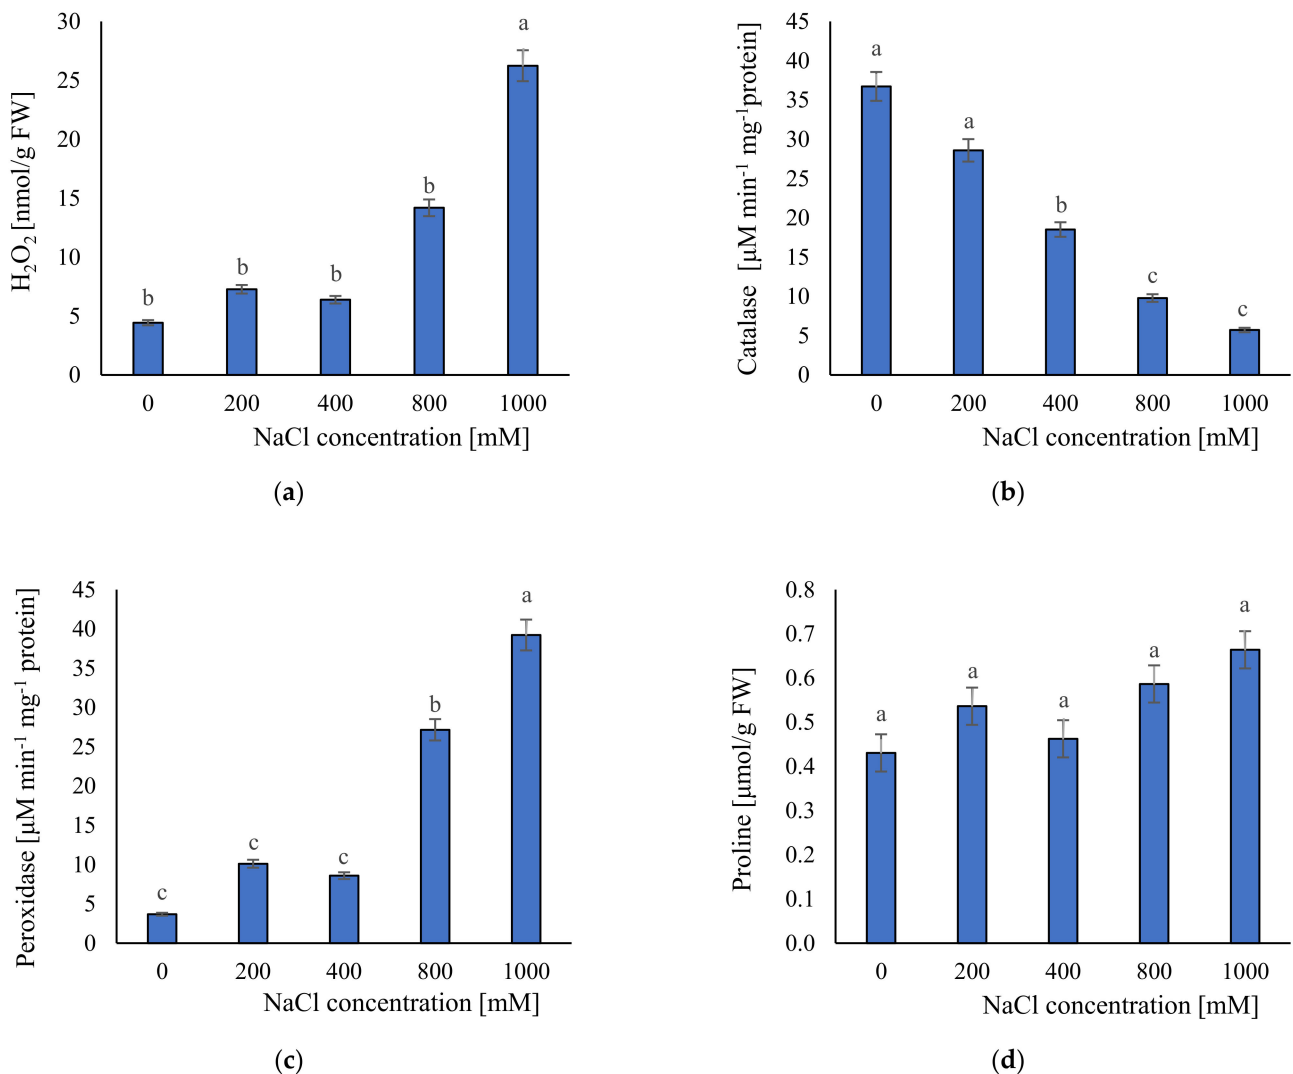 H₂O₂ [nmol/g FW]
30
25
20
15
10
5
0
b
b
b
b
a
0 200 400 800 1000
NaCl concentration [mM]
(a)
Catalase [µM min⁻¹ mg⁻¹protein]
45
40
35
30
25
20
15
10
5
0
a
a
b
c
c
0 200 400 800 1000
NaCl concentration [mM]
(b)
Peroxidase [µM min⁻¹ mg⁻¹ protein]
45
40
35
30
25
20
15
10
5
0
c
c
c
b
a
0 200 400 800 1000
NaCl concentration [mM]
(c)
Proline [µmol/g FW]
0.8
0.7
0.6
0.5
0.4
0.3
0.2
0.1
0.0
a
a
a
a
a
0 200 400 800 1000
NaCl concentration [mM]
(d)